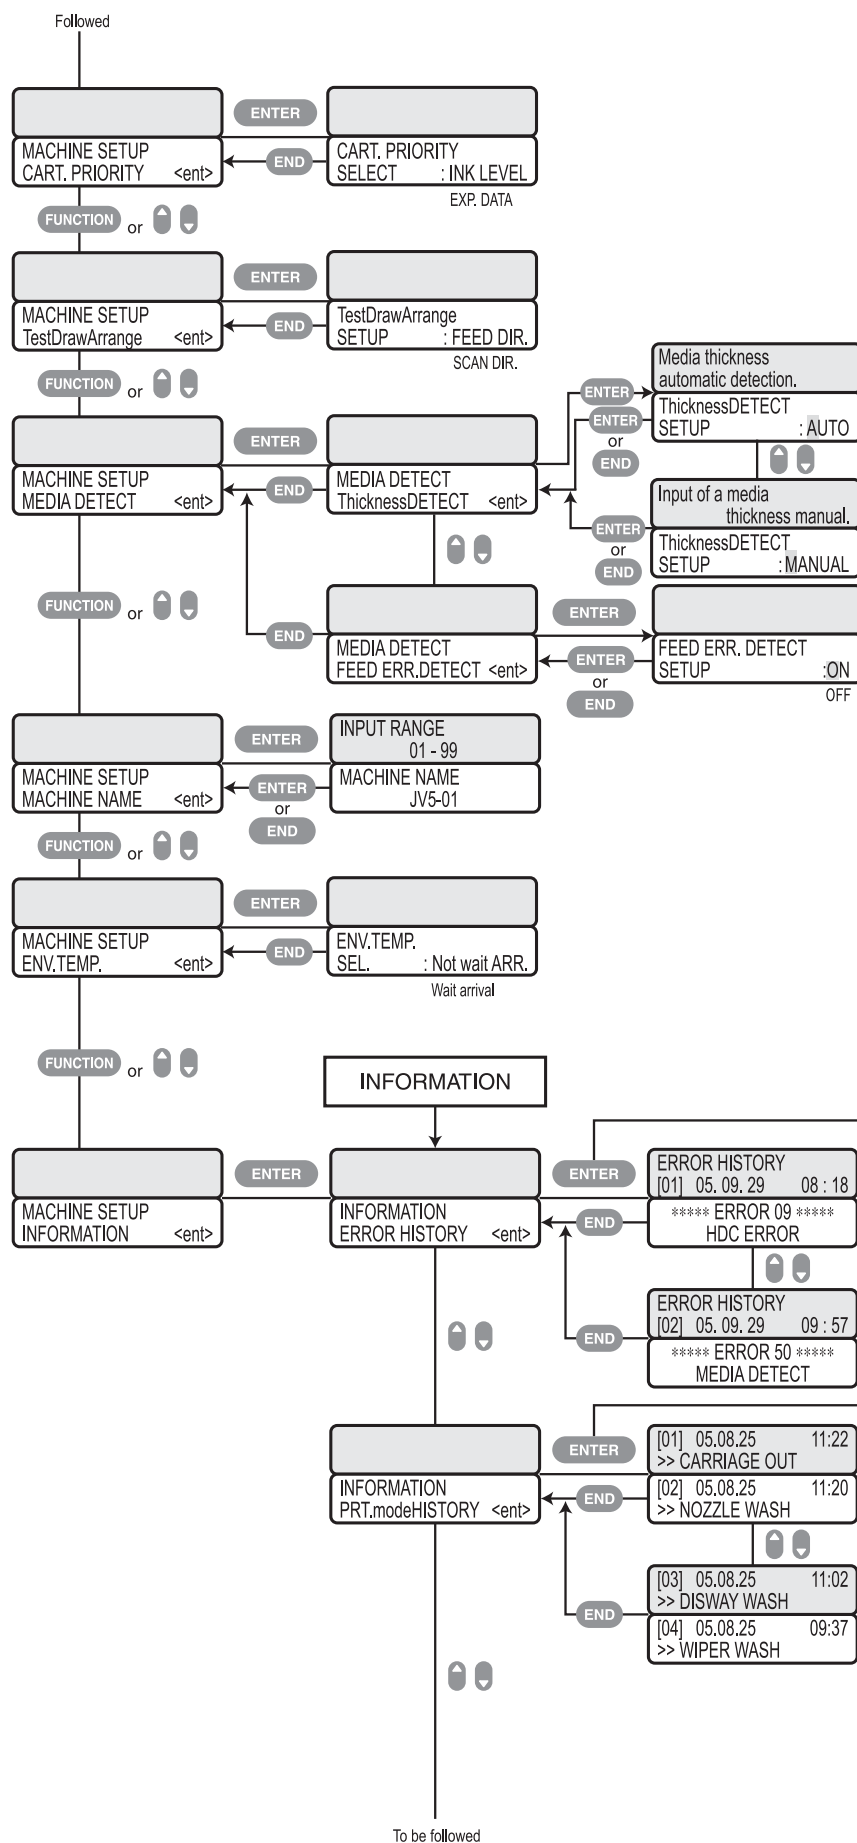 Followed
ENTER
MACHINE SETUP
CART. PRIORITY <ent>
END
CART. PRIORITY
SELECT : INK LEVEL
EXP. DATA
FUNCTION or
ENTER
MACHINE SETUP
TestDrawArrange <ent>
END
TestDrawArrange
SETUP : FEED DIR.
SCAN DIR.
FUNCTION or
Media thickness
automatic detection.
ThicknessDETECT
SETUP : AUTO
ENTER
ENTER
or
END
ENTER
MACHINE SETUP
MEDIA DETECT <ent>
END
MEDIA DETECT
ThicknessDETECT <ent>
Input of a media
thickness manual.
ThicknessDETECT
SETUP : MANUAL
ENTER
or
END
FUNCTION or
END
MEDIA DETECT
FEED ERR.DETECT <ent>
ENTER
ENTER
or
END
FEED ERR. DETECT
SETUP :ON
OFF
ENTER
INPUT RANGE
01 - 99
MACHINE SETUP
MACHINE NAME <ent>
ENTER
or
END
MACHINE NAME
JV5-01
FUNCTION or
ENTER
MACHINE SETUP
ENV.TEMP. <ent>
END
ENV.TEMP.
SEL. : Not wait ARR.
Wait arrival
FUNCTION or
INFORMATION
ENTER
MACHINE SETUP
INFORMATION <ent>
INFORMATION
ERROR HISTORY <ent>
ENTER
END
ERROR HISTORY
[01] 05. 09. 29 08 : 18
***** ERROR 09 *****
HDC ERROR
END
ERROR HISTORY
[02] 05. 09. 29 09 : 57
***** ERROR 50 *****
MEDIA DETECT
INFORMATION
PRT.modeHISTORY <ent>
ENTER
END
[01] 05.08.25 11:22
>> CARRIAGE OUT
[02] 05.08.25 11:20
>> NOZZLE WASH
END
[03] 05.08.25 11:02
>> DISWAY WASH
[04] 05.08.25 09:37
>> WIPER WASH
To be followed